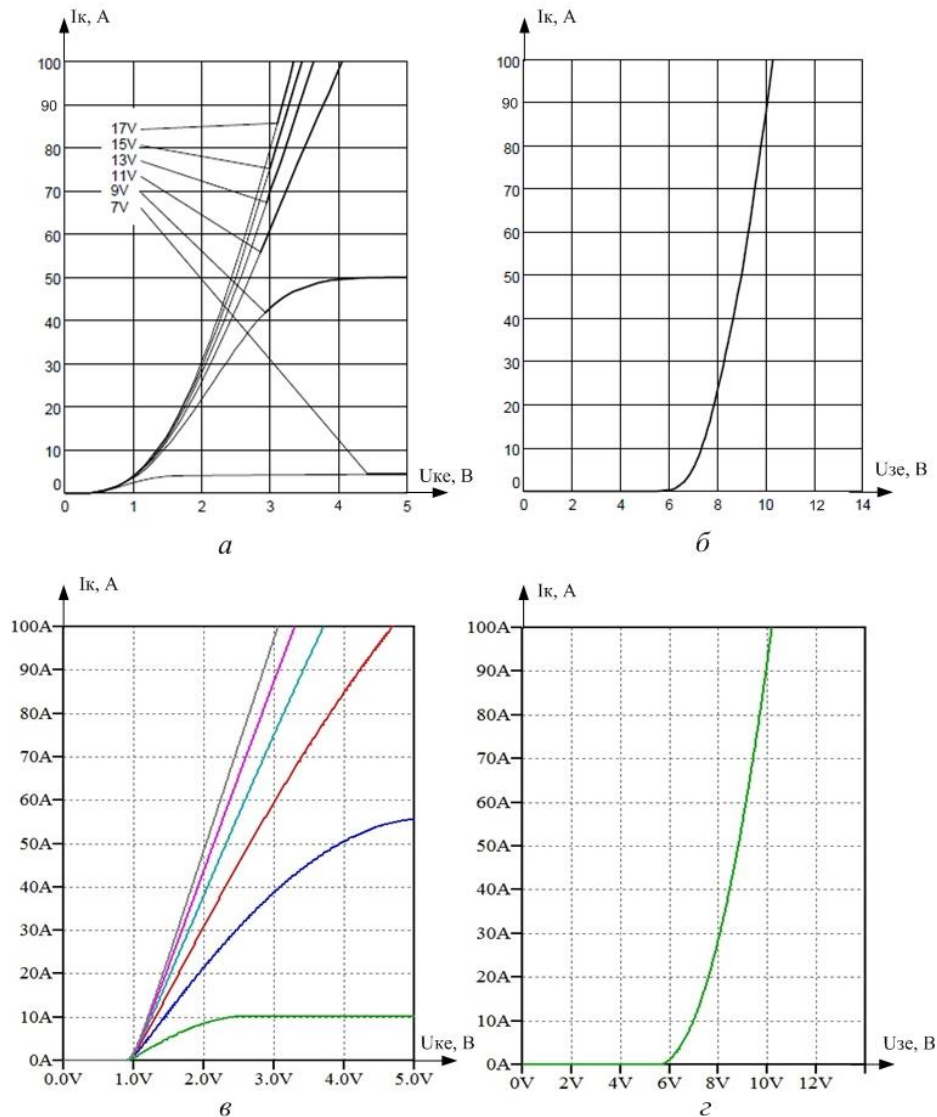 Iк, А
100
90
80
70
60
50
40
30
20
10
0
17V
15V
13V
11V
9V
7V
Uке, В
0 1 2 3 4 5
а
Iк, А
100
90
80
70
60
50
40
30
20
10
0
Uзе, В
0 2 4 6 8 10 12 14
б
Iк, А
100A
90A
80A
70A
60A
50A
40A
30A
20A
10A
0A
Uке, В
0.0V 1.0V 2.0V 3.0V 4.0V 5.0V
в
Iк, А
100A
90A
80A
70A
60A
50A
40A
30A
20A
10A
0A
Uзе, В
0V 2V 4V 6V 8V 10V 12V
г